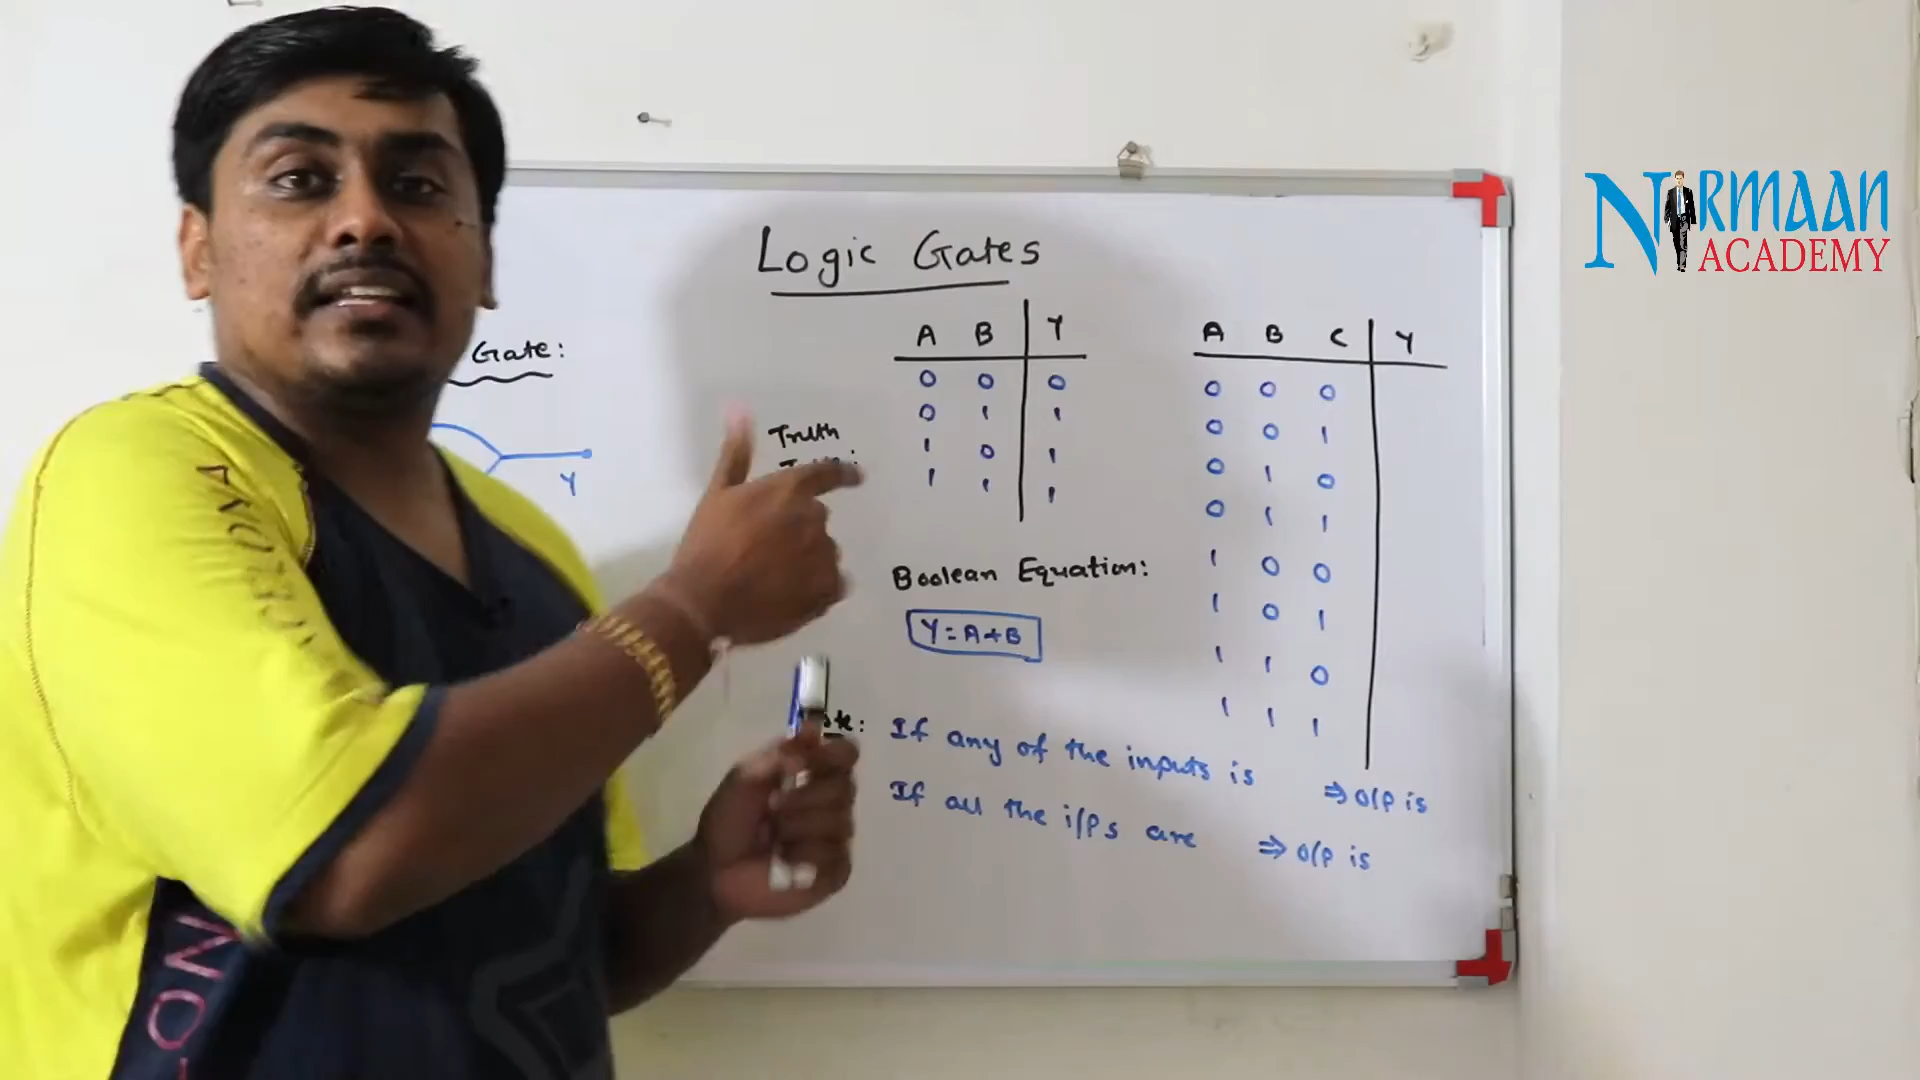 NIRMAAN
ACADEMY
Logic Gates
Gate:
Y
Truth
A B Y
0 0 0
0 1 1
1 0 1
1 1 1
Boolean Equation:
Y = A + B
A B C Y
0 0 0
0 0 1
0 1 0
0 1 1
1 0 0
1 0 1
1 1 0
1 1 1
If any of the inputs is ⇒ O/P is
If all the i/Ps are ⇒ O/P is